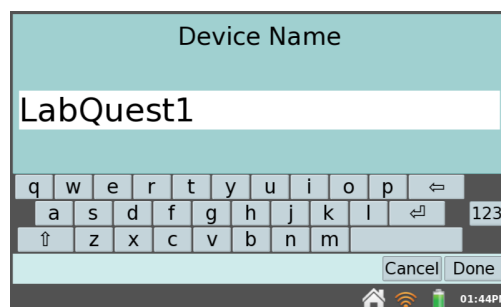 Device Name
LabQuest1
q w e r t y u i o p ⇦
a s d f g h j k l ⏎ 123
⇧ z x c v b n m
Cancel Done
01:44P